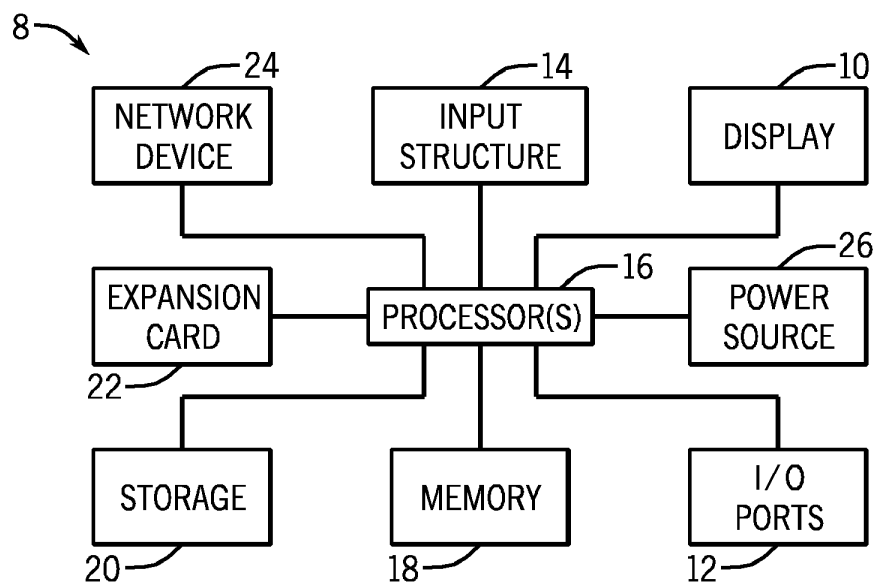 8
24
14
10
NETWORK
DEVICE
INPUT
STRUCTURE
DISPLAY
16
26
EXPANSION
CARD
PROCESSOR(S)
POWER
SOURCE
22
STORAGE
MEMORY
I/O
PORTS
20
18
12